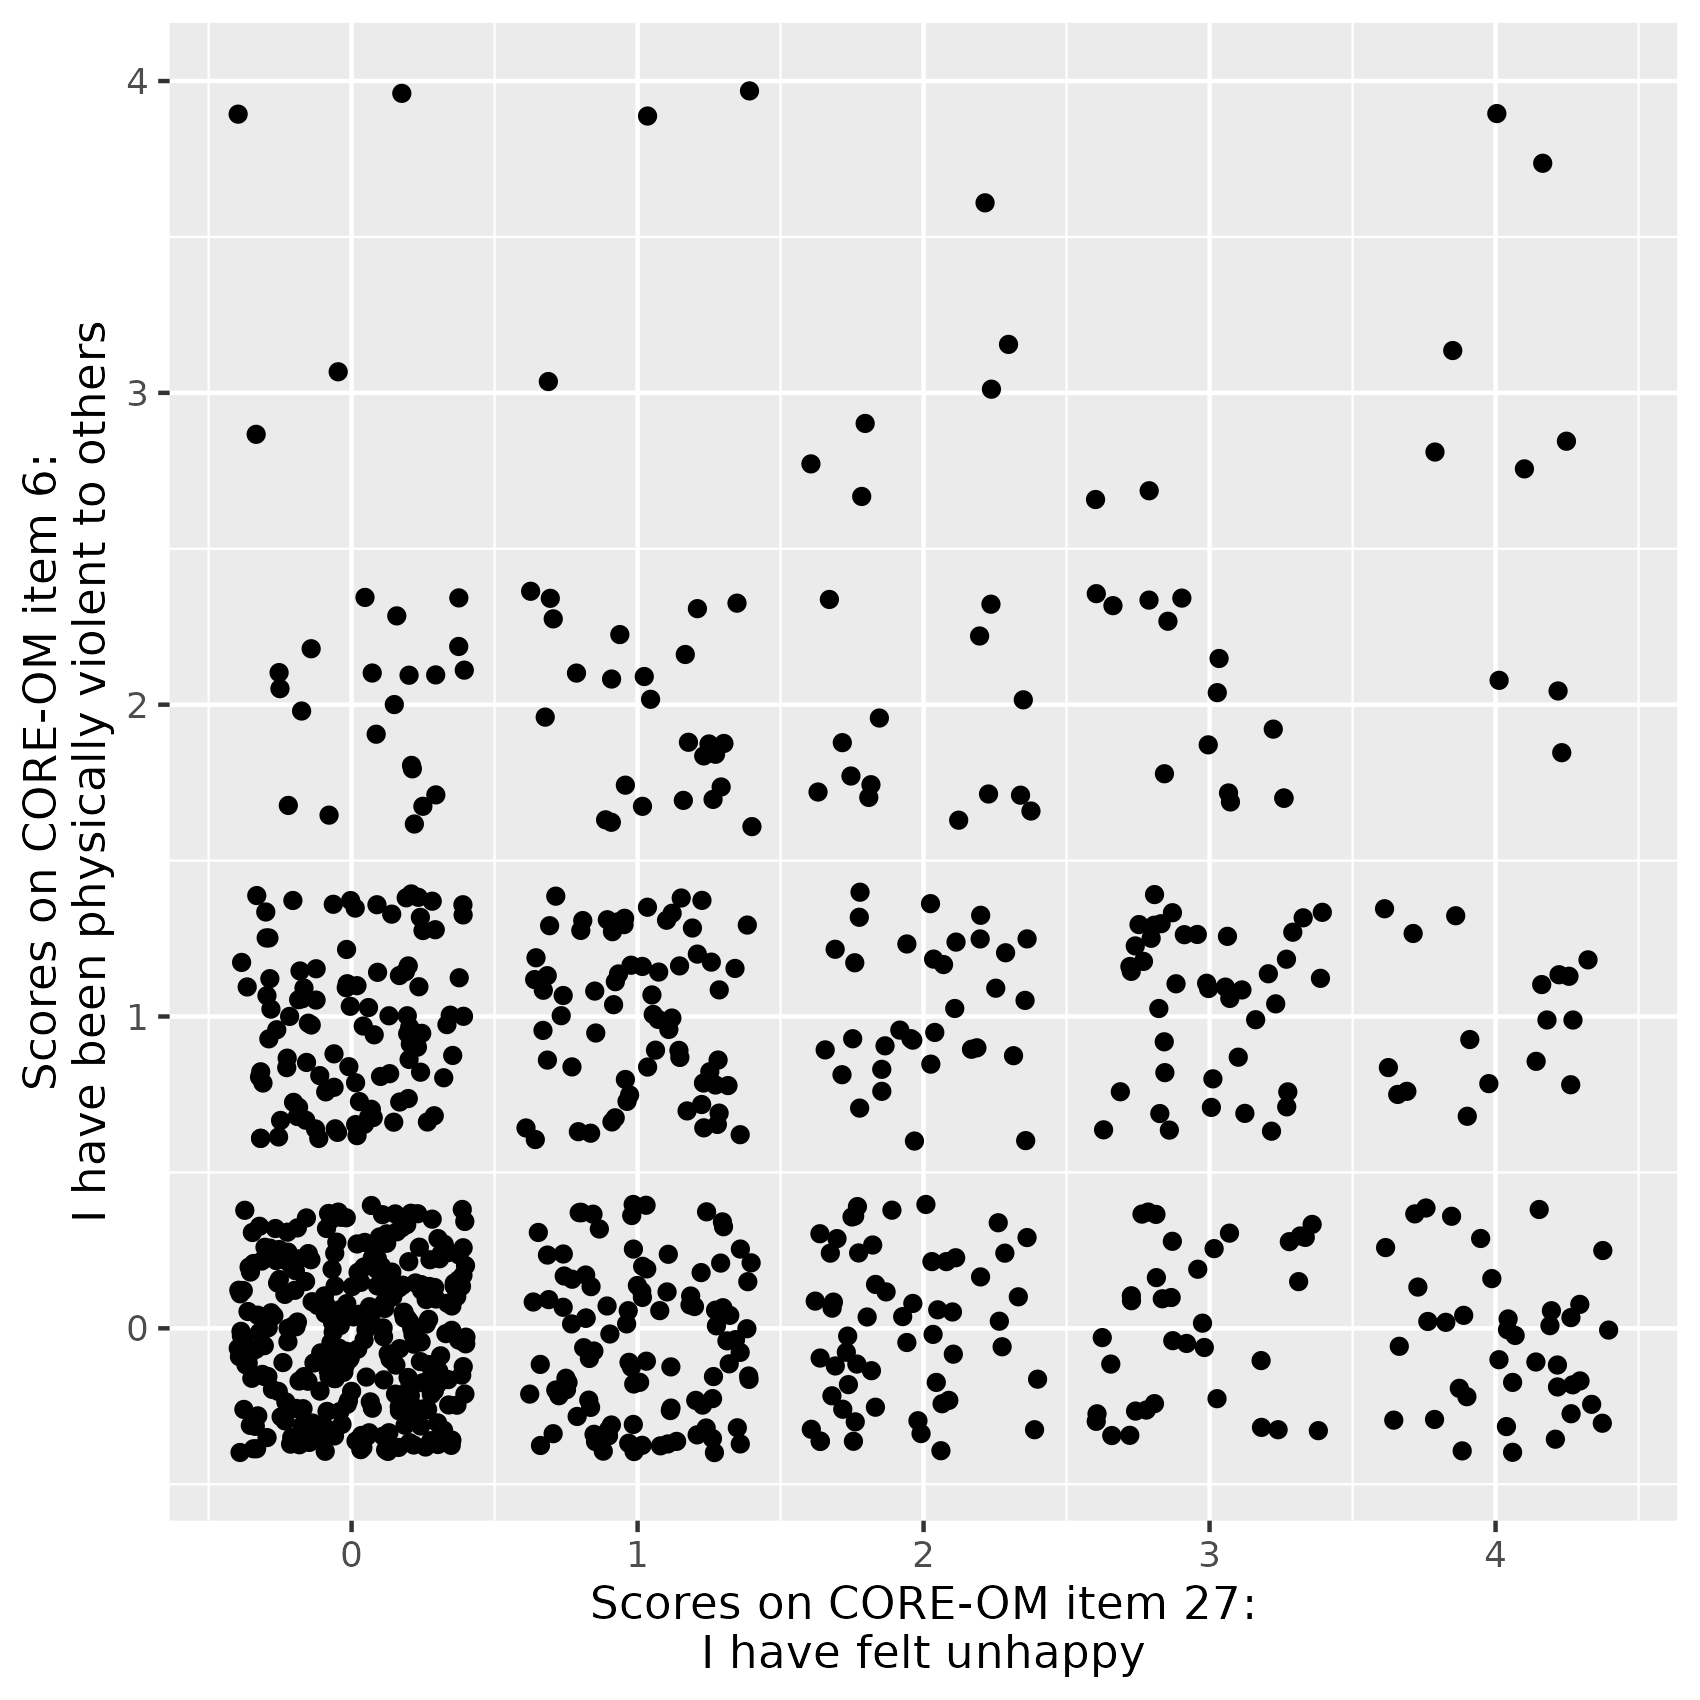 Scores on CORE-OM item 6:
I have been physically violent to others
4
3
2
1
0
0 1 2 3 4
Scores on CORE-OM item 27:
I have felt unhappy